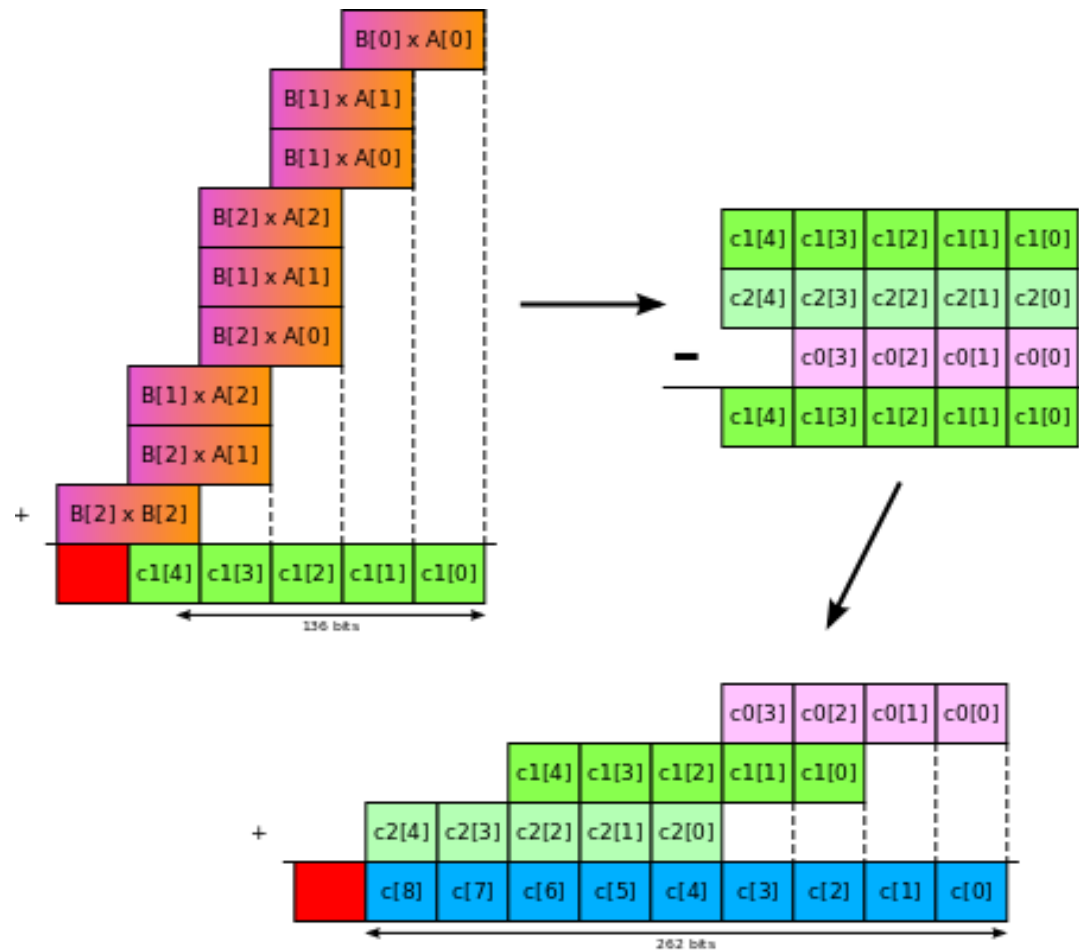 B[0] x A[0]
B[1] x A[1]
B[1] x A[0]
B[2] x A[2]
B[1] x A[1]
B[2] x A[0]
B[1] x A[2]
B[2] x A[1]
+ B[2] x B[2]
c1[4] c1[3] c1[2] c1[1] c1[0]
136 bits
c1[4] c1[3] c1[2] c1[1] c1[0]
c2[4] c2[3] c2[2] c2[1] c2[0]
- c0[3] c0[2] c0[1] c0[0]
c1[4] c1[3] c1[2] c1[1] c1[0]
c0[3] c0[2] c0[1] c0[0]
c1[4] c1[3] c1[2] c1[1] c1[0]
+ c2[4] c2[3] c2[2] c2[1] c2[0]
c[8] c[7] c[6] c[5] c[4] c[3] c[2] c[1] c[0]
262 bits